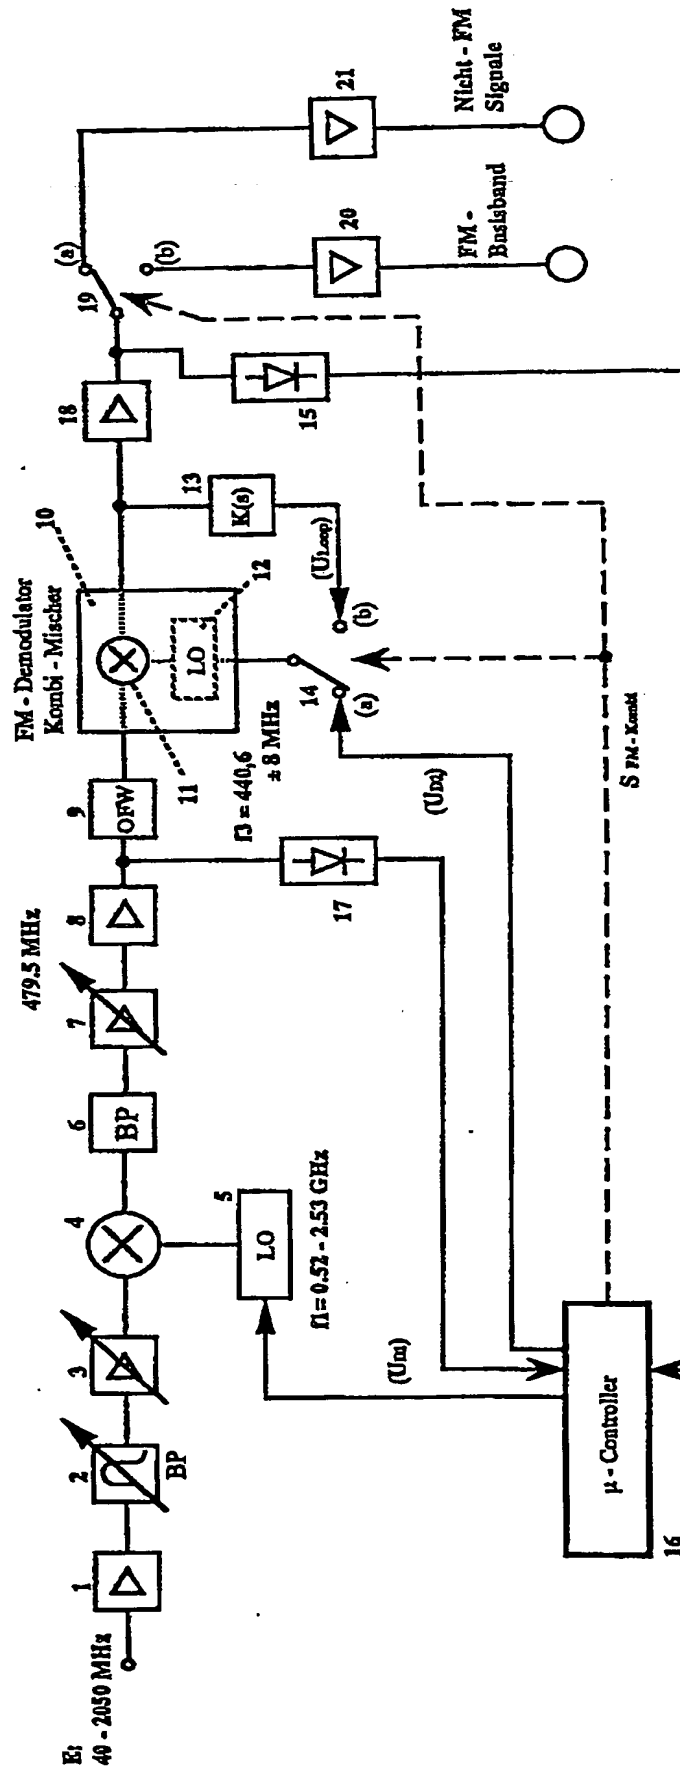 E1
40 - 2050 MHz
1
2
BP
3
4
5
LO
f1= 0.52 - 2.53 GHz
6
BP
7
479.5 MHz
8
9
OFW
FM - Demodulator
Kombi - Mischer
10
11
LO
12
f3 = 440,6
± 8 MHz
13
K(s)
(ULoop)
14
(a)
(b)
15
17
18
19
(a)
(b)
20
21
FM -
Basisband
Nicht - FM
Signale
S FM - Kombi
μ - Controller
16